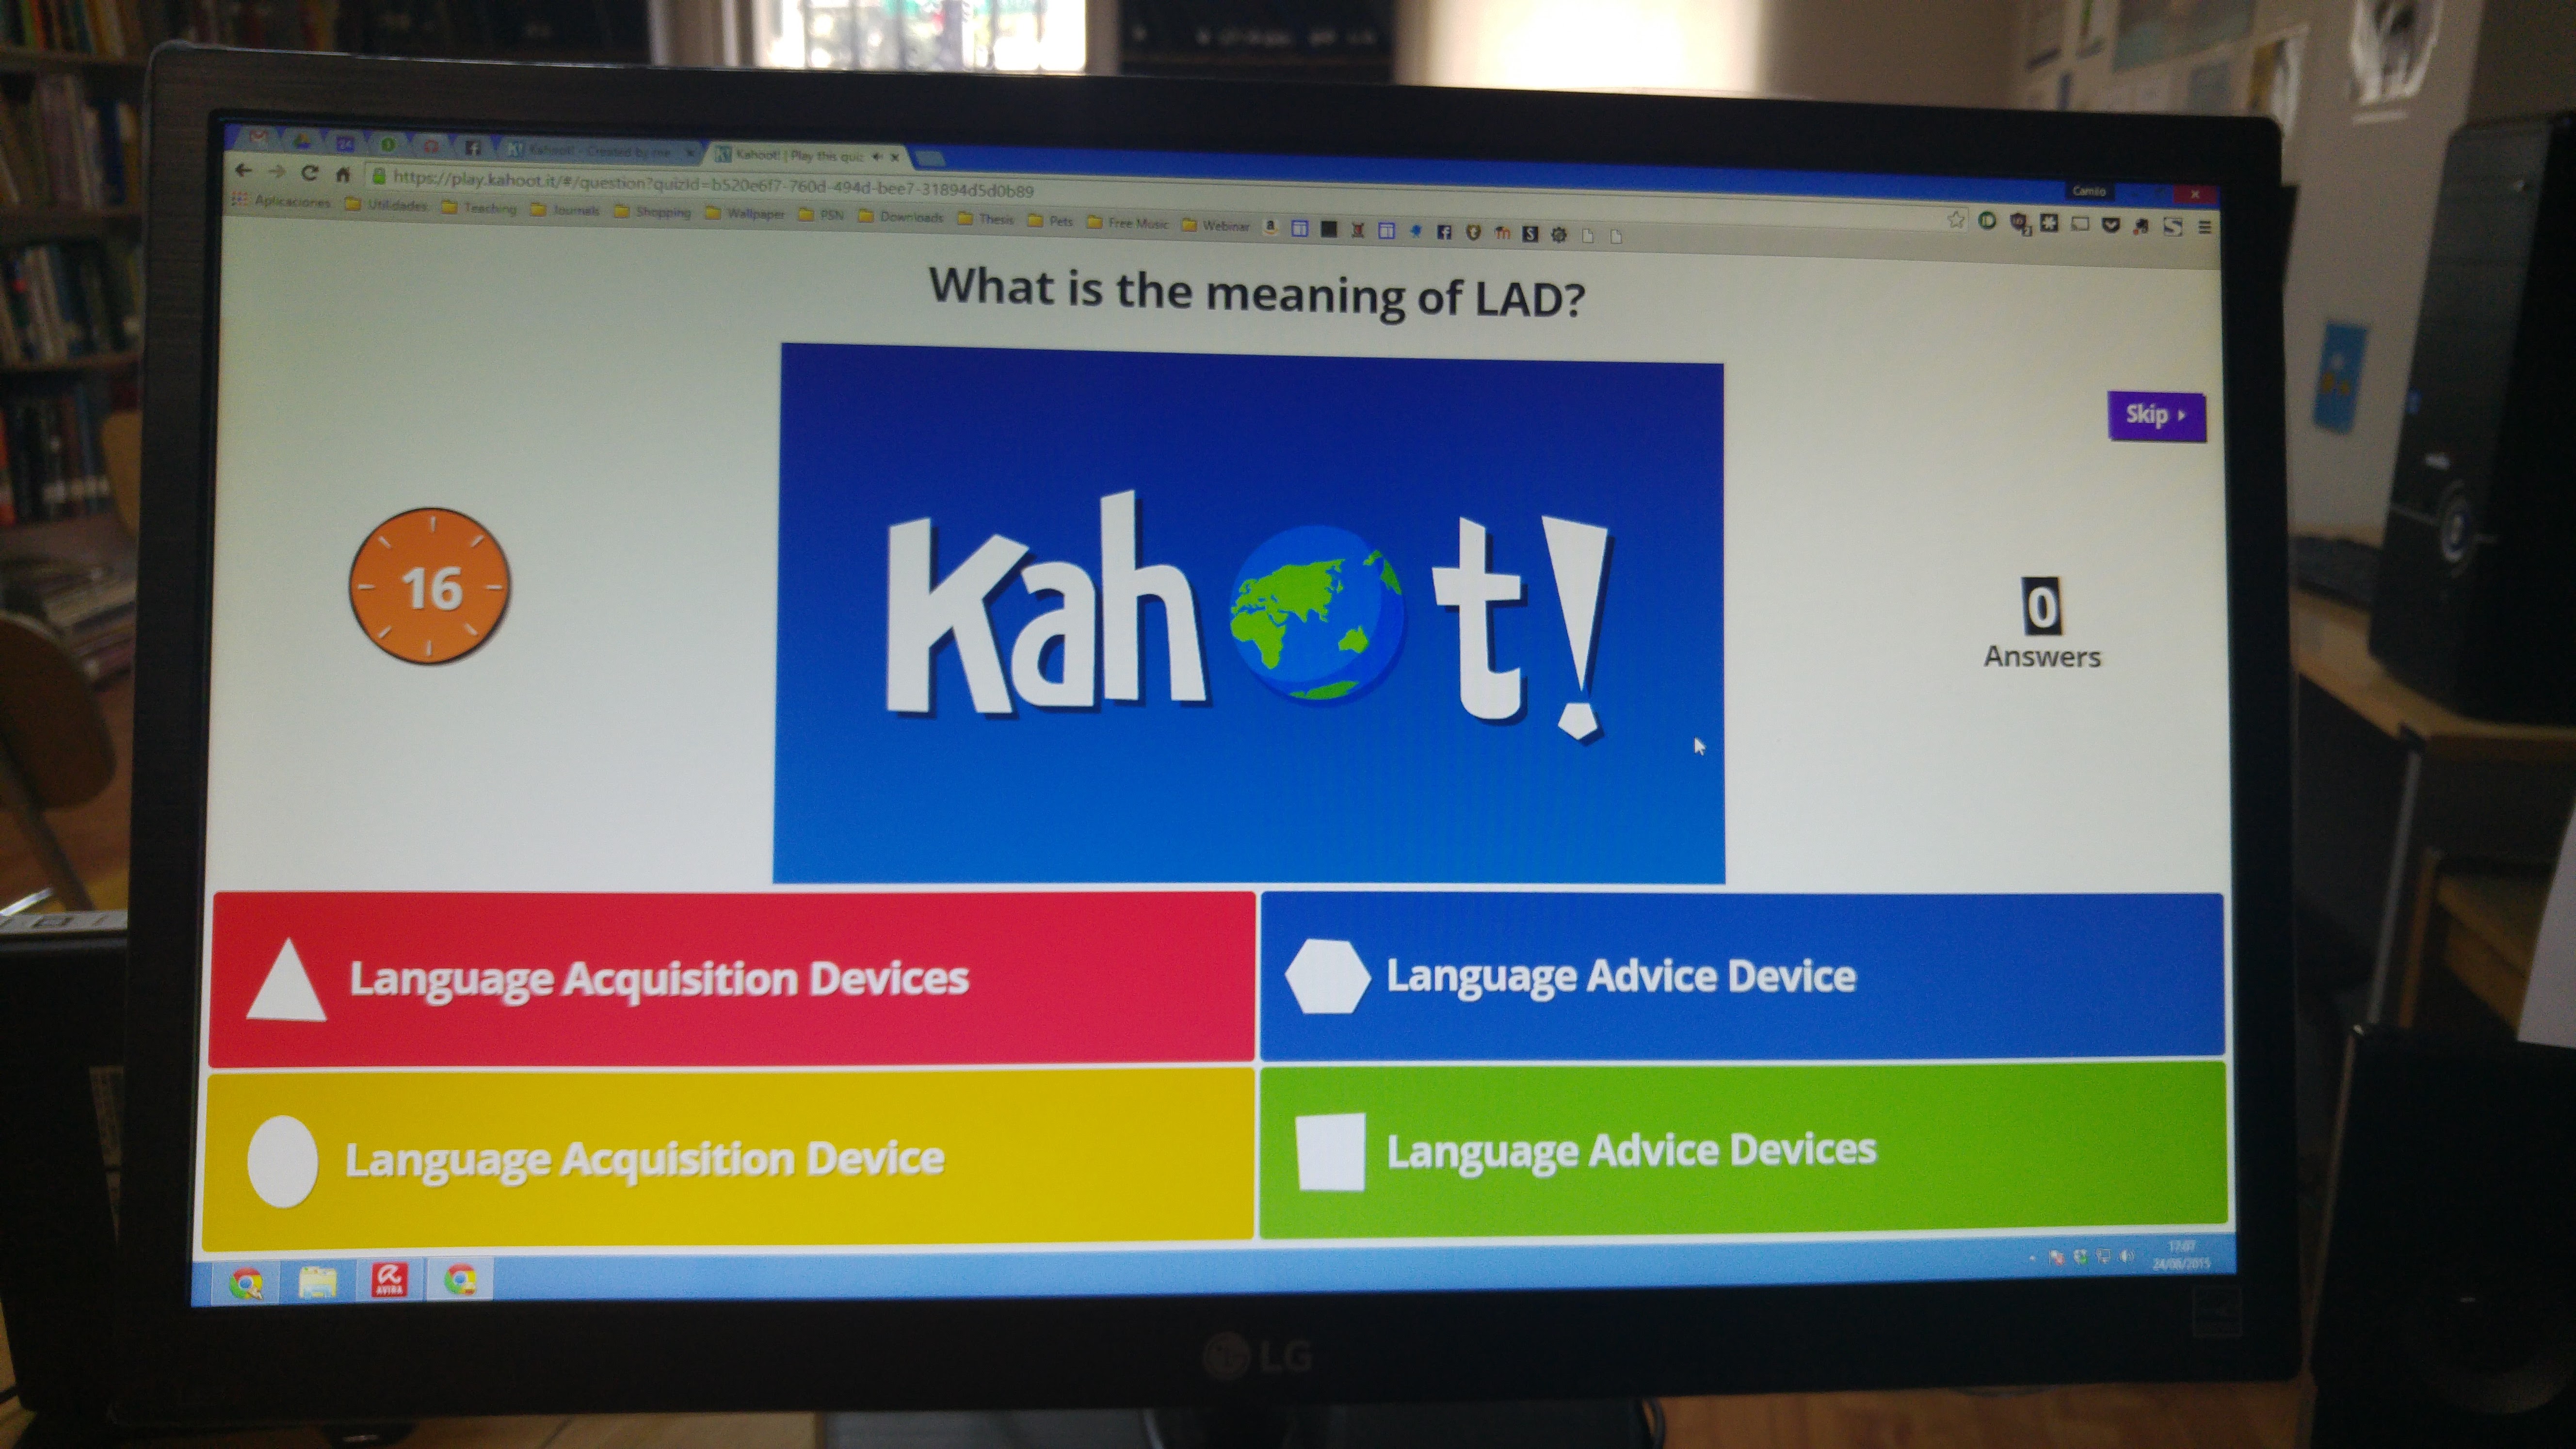 Kahoot! - Created by me
Kahoot! | Play this quiz
Camilo
https://play.kahoot.it/#/question?quizId=b520e6f7-760d-494d-bee7-31894d5d0b89
Aplicaciones Utilidades Teaching Journals Shopping Wallpaper PSN Downloads Thesis Pets Free Music Webinar
What is the meaning of LAD?
Skip
16
Kahoot!
0
Answers
Language Acquisition Devices
Language Advice Device
Language Acquisition Device
Language Advice Devices
AVIRA
17:07
24/08/2015
LG